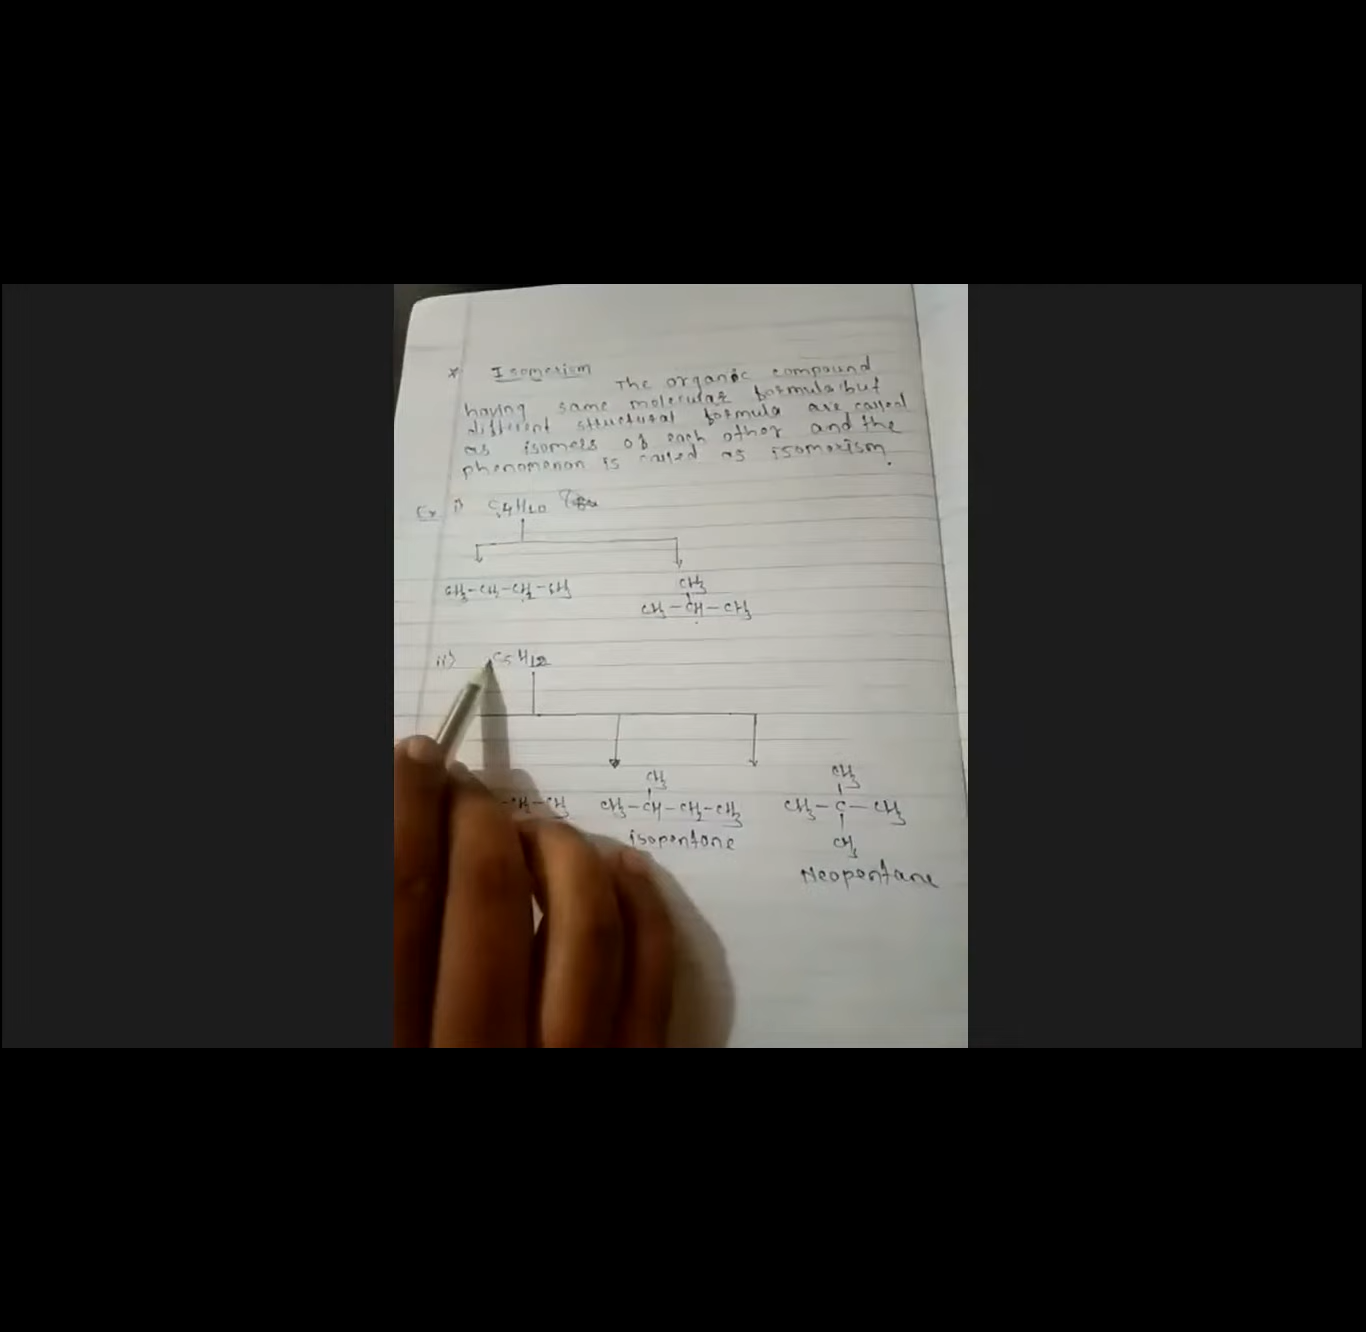 * Isomerism
The organic compound
having same molecular formula but
different structural formula are called
as isomers of each other and the
phenomenon is called as isomerism.
Ex i) C4H10
CH3-CH2-CH2-CH3
CH3
CH3-CH-CH3
ii) C5H12
CH3
-CH2-CH3 CH3-CH-CH2-CH3
isopentane
CH3
CH3-C-CH3
CH3
Neopentane